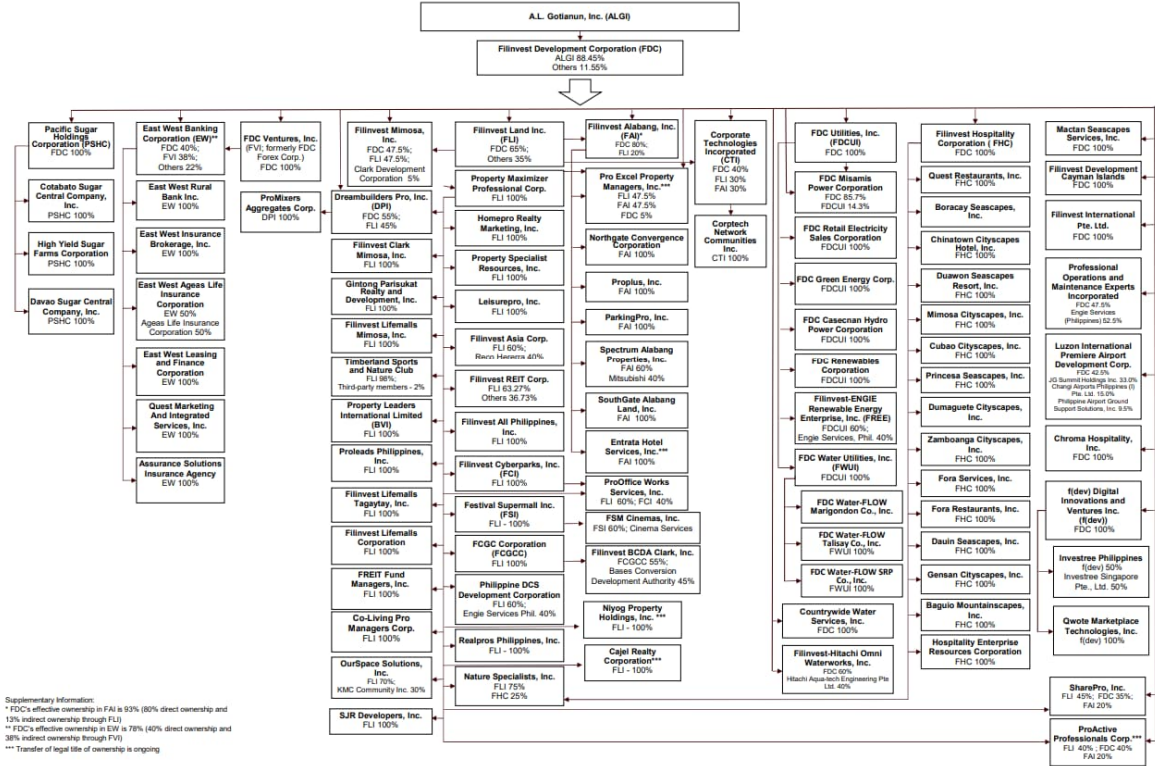 A.L. Gotianun, Inc. (ALGI)
Filinvest Development Corporation (FDC)
ALGI 88.45%
Others 11.55%
Pacific Sugar
Holdings
Corporation (PSHC)
FDC 100%
Cotabato Sugar
Central Company,
Inc.
PSHC 100%
High Yield Sugar
Farms Corporation
PSHC 100%
Davao Sugar Central
Company, Inc.
PSHC 100%
East West Banking
Corporation (EW)**
FDC 40%;
FVI 38%;
Others 22%
East West Rural
Bank Inc.
EW 100%
East West Insurance
Brokerage, Inc.
EW 100%
East West Ageas Life
Insurance
Corporation
EW 50%
Ageas Life Insurance
Corporation 50%
East West Leasing
and Finance
Corporation
EW 100%
Quest Marketing
And Integrated
Services, Inc.
EW 100%
Assurance Solutions
Insurance Agency
EW 100%
FDC Ventures, Inc.
(FVI; formerly FDC
Forex Corp.)
FDC 100%
ProMixers
Aggregates Corp.
DPI 100%
Filinvest Mimosa,
Inc.
FDC 47.5%
FLI 47.5%
Clark Development
Corporation 5%
Dreambuilders Pro, Inc.
(DPI)
FDC 55%;
FLI 45%
Filinvest Clark
Mimosa, Inc.
FLI 100%
Gintong Parisukat
Realty and
Development, Inc.
FLI 100%
Filinvest Lifemalls
Mimosa, Inc.
FLI 100%
Timberland Sports
and Nature Club
FLI 98%;
Third-party members - 2%
Property Leaders
International Limited
(BVI)
FLI 100%
Proleads Philippines,
Inc.
FLI 100%
Filinvest Lifemalls
Tagaytay, Inc.
FLI 100%
Filinvest Lifemalls
Corporation
FLI 100%
FREIT Fund
Managers, Inc.
FLI 100%
Co-Living Pro
Managers Corp.
FLI 100%
OurSpace Solutions,
Inc.
FLI 70%;
KMC Community Inc. 30%
SJR Developers, Inc.
FLI 100%
Filinvest Land Inc.
(FLI)
FDC 65%;
Others 35%
Property Maximizer
Professional Corp.
FLI 100%
Homepro Realty
Marketing, Inc.
FLI 100%
Property Specialist
Resources, Inc.
FLI 100%
Leisurepro, Inc.
FLI 100%
Filinvest Asia Corp.
FLI 60%;
Reco Herrera 40%
Filinvest REIT Corp.
FLI 63.27%
Others 36.73%
Filinvest All Philippines,
Inc.
FLI 100%
Filinvest Cyberparks, Inc.
(FCI)
FLI 100%
Festival Supermall Inc.
(FSI)
FLI - 100%
FCGC Corporation
(FCGCC)
FLI 100%
Philippine DCS
Development Corporation
FLI 60%;
Engie Services Phil. 40%
Realpros Philippines, Inc.
FLI - 100%
Nature Specialists, Inc.
FLI 75%
FHC 25%
Filinvest Alabang, Inc.
(FAI)*
FDC 80%;
FLI 20%
Pro Excel Property
Managers, Inc.***
FLI 47.5%
FAI 47.5%
FDC 5%
Northgate Convergence
Corporation
FAI 100%
Proplus, Inc.
FAI 100%
ParkingPro, Inc.
FAI 100%
Spectrum Alabang
Properties, Inc.
FAI 60%
Mitsubishi 40%
SouthGate Alabang
Land, Inc.
FAI 100%
Entrata Hotel
Services, Inc.***
FAI 100%
ProOffice Works
Services, Inc.
FLI 60%; FCI 40%
FSM Cinemas, Inc.
FSI 60%; Cinema Services
Filinvest BCDA Clark, Inc.
FCGCC 55%;
Bases Conversion
Development Authority 45%
Niyog Property
Holdings, Inc. ***
FLI - 100%
Cajel Realty
Corporation***
FLI - 100%
Corporate
Technologies
Incorporated
(CTI)
FDC 40%
FLI 30%
FAI 30%
Corptech
Network
Communities
Inc.
CTI 100%
FDC Utilities, Inc.
(FDCUI)
FDC 100%
FDC Misamis
Power Corporation
FDC 85.7%
FDCUI 14.3%
FDC Retail Electricity
Sales Corporation
FDCUI 100%
FDC Green Energy Corp.
FDCUI 100%
FDC Casecnan Hydro
Power Corporation
FDCUI 100%
FDC Renewables
Corporation
FDCUI 100%
Filinvest-ENGIE
Renewable Energy
Enterprise, Inc. (FREE)
FDCUI 60%;
Engie Services, Phil. 40%
FDC Water Utilities, Inc.
(FWUI)
FDCUI 100%
FDC Water-FLOW
Marigondon Co., Inc.
FDC Water-FLOW
Talisay Co., Inc.
FWUI 100%
FDC Water-FLOW SRP
Co., Inc.
FWUI 100%
Countrywide Water
Services, Inc.
FDC 100%
Filinvest-Hitachi Omni
Waterworks, Inc.
FDC 60%
Hitachi Aqua-tech Engineering Pte
Ltd. 40%
Filinvest Hospitality
Corporation ( FHC)
FDC 100%
Quest Restaurants, Inc.
FHC 100%
Boracay Seascapes,
Inc.
Chinatown Cityscapes
Hotel, Inc.
FHC 100%
Duawon Seascapes
Resort, Inc.
FHC 100%
Mimosa Cityscapes, Inc.
FHC 100%
Cubao Cityscapes, Inc.
FHC 100%
Princesa Seascapes, Inc.
FHC 100%
Dumaguete Cityscapes,
Inc.
Zamboanga Cityscapes,
Inc.
FHC 100%
Fora Services, Inc.
FHC 100%
Fora Restaurants, Inc.
FHC 100%
Dauin Seascapes, Inc.
FHC 100%
Gensan Cityscapes, Inc.
FHC 100%
Baguio Mountainscapes,
Inc.
FHC 100%
Hospitality Enterprise
Resources Corporation
FHC 100%
Mactan Seascapes
Services, Inc.
FDC 100%
Filinvest Development
Cayman Islands
FDC 100%
Filinvest International
Pte. Ltd.
FDC 100%
Professional
Operations and
Maintenance Experts
Incorporated
FDC 47.5%
Engie Services
(Philippines) 52.5%
Luzon International
Premiere Airport
Development Corp.
FDC 42.5%
JG Summit Holdings Inc. 33.0%
Changi Airports Philippines (I)
Pte. Ltd. 15.0%
Philippine Airport Ground
Support Solutions, Inc. 9.5%
Chroma Hospitality,
Inc.
FDC 100%
f(dev) Digital
Innovations and
Ventures Inc.
(f(dev))
FDC 100%
Investree Philippines
f(dev) 50%
Investree Singapore
Pte., Ltd. 50%
Qwote Marketplace
Technologies, Inc.
f(dev) 100%
SharePro, Inc.
FLI 45%; FDC 35%;
FAI 20%
ProActive
Professionals Corp.***
FLI 40% ; FDC 40%
FAI 20%
Supplementary Information:
* FDC's effective ownership in FAI is 93% (80% direct ownership and
13% indirect ownership through FLI)
** FDC's effective ownership in EW is 78% (40% direct ownership and
38% indirect ownership through FVI)
*** Transfer of legal title of ownership is ongoing